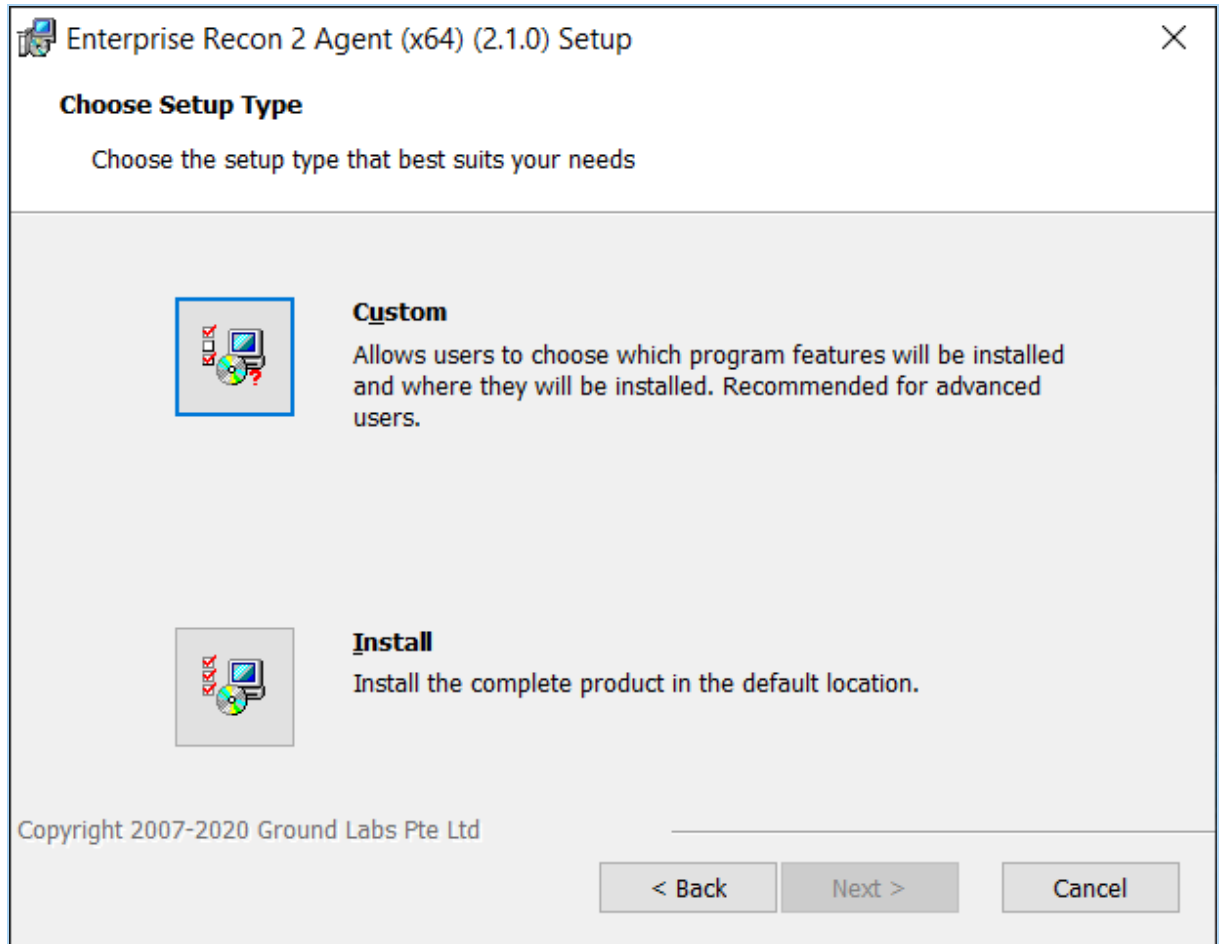 Enterprise Recon 2 Agent (x64) (2.1.0) Setup
Choose Setup Type
Choose the setup type that best suits your needs
Custom
Allows users to choose which program features will be installed
and where they will be installed. Recommended for advanced
users.
Install
Install the complete product in the default location.
Copyright 2007-2020 Ground Labs Pte Ltd
< Back
Next >
Cancel